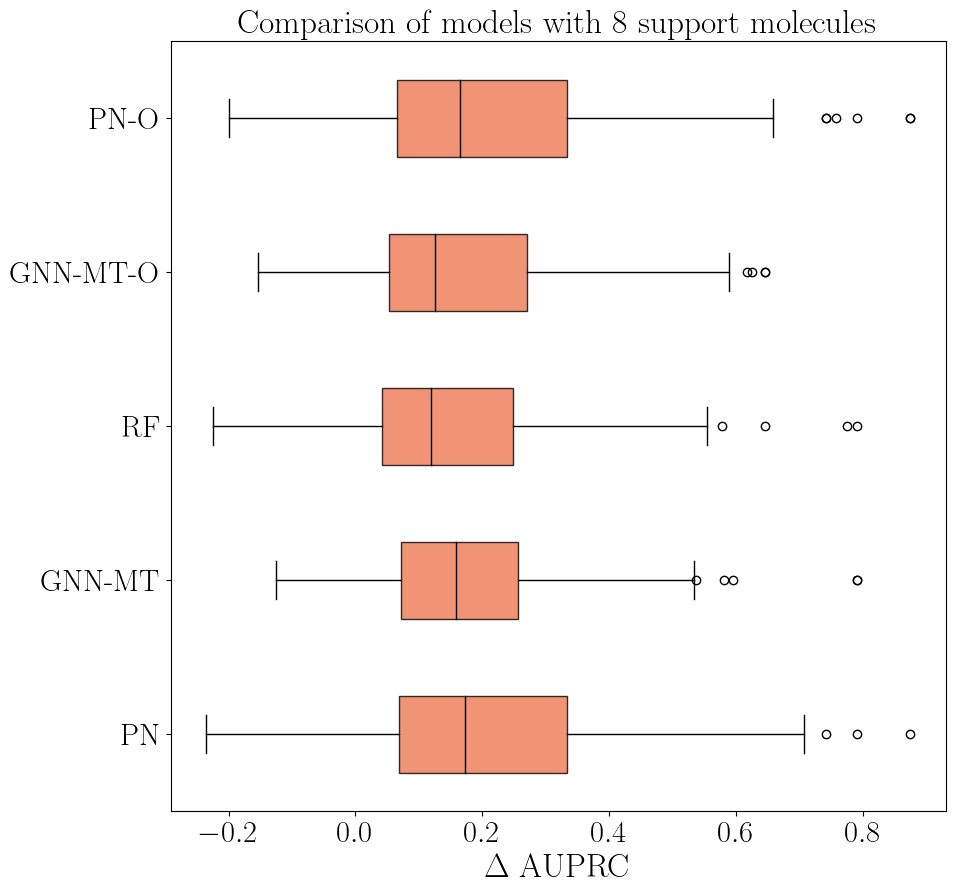 Comparison of models with 8 support molecules
PN-O
GNN-MT-O
RF
GNN-MT
PN
−0.2 0.0 0.2 0.4 0.6 0.8
Δ AUPRC